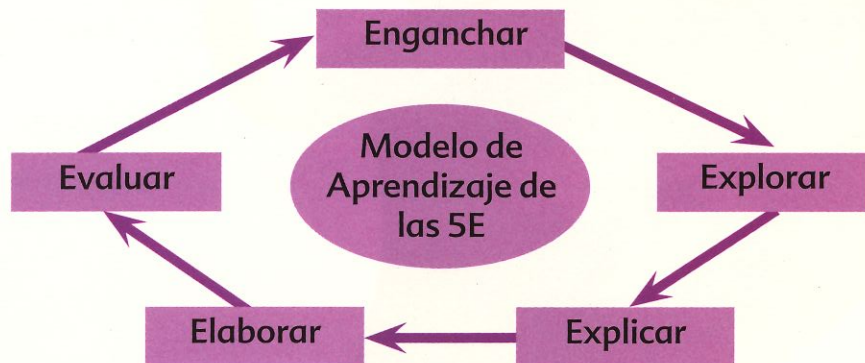 Enganchar
Modelo de
Aprendizaje de
las 5E
Evaluar
Explorar
Elaborar
Explicar